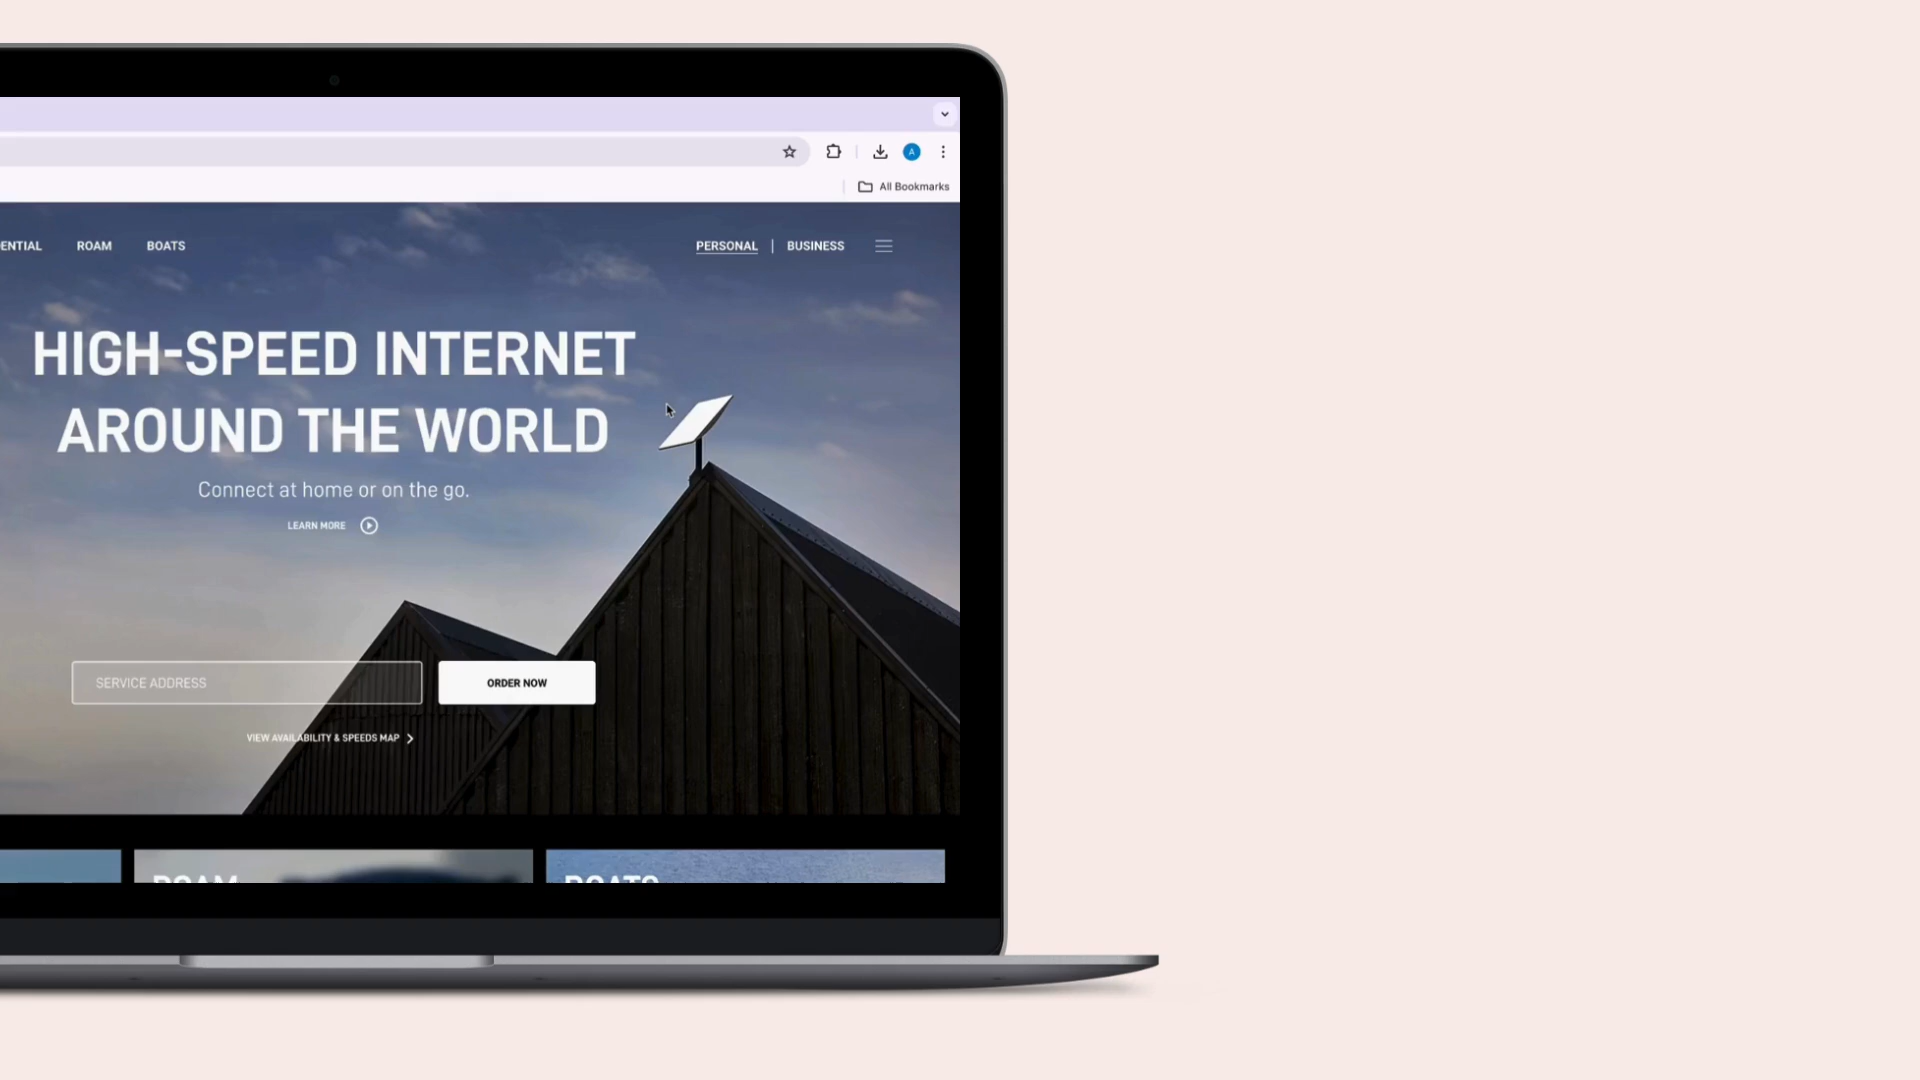 A
All Bookmarks
ENTIAL ROAM BOATS PERSONAL | BUSINESS
HIGH-SPEED INTERNET
AROUND THE WORLD
Connect at home or on the go.
LEARN MORE
SERVICE ADDRESS ORDER NOW
VIEW AVAILABILITY & SPEEDS MAP
ROAM BOATS